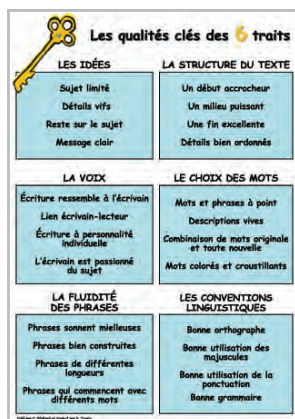 Les qualités clés des 6 traits
LES IDÉES
Sujet limité
Détails vifs
Reste sur le sujet
Message clair
LA STRUCTURE DU TEXTE
Un début accrocheur
Un milieu puissant
Une fin excellente
Détails bien ordonnés
LA VOIX
Écriture ressemble à l'écrivain
Lien écrivain-lecteur
Écriture à personnalité
individuelle
L'écrivain est passionné
du sujet
LE CHOIX DES MOTS
Mots et phrases à point
Descriptions vives
Combinaison de mots originale
et toute nouvelle
Mots colorés et croustillants
LA FLUIDITÉ
DES PHRASES
Phrases sonnent mielleuses
Phrases bien construites
Phrases de différentes
longueurs
Phrases qui commencent avec
différents mots
LES CONVENTIONS
LINGUISTIQUES
Bonne orthographe
Bonne utilisation des
majuscules
Bonne utilisation de la
ponctuation
Bonne grammaire